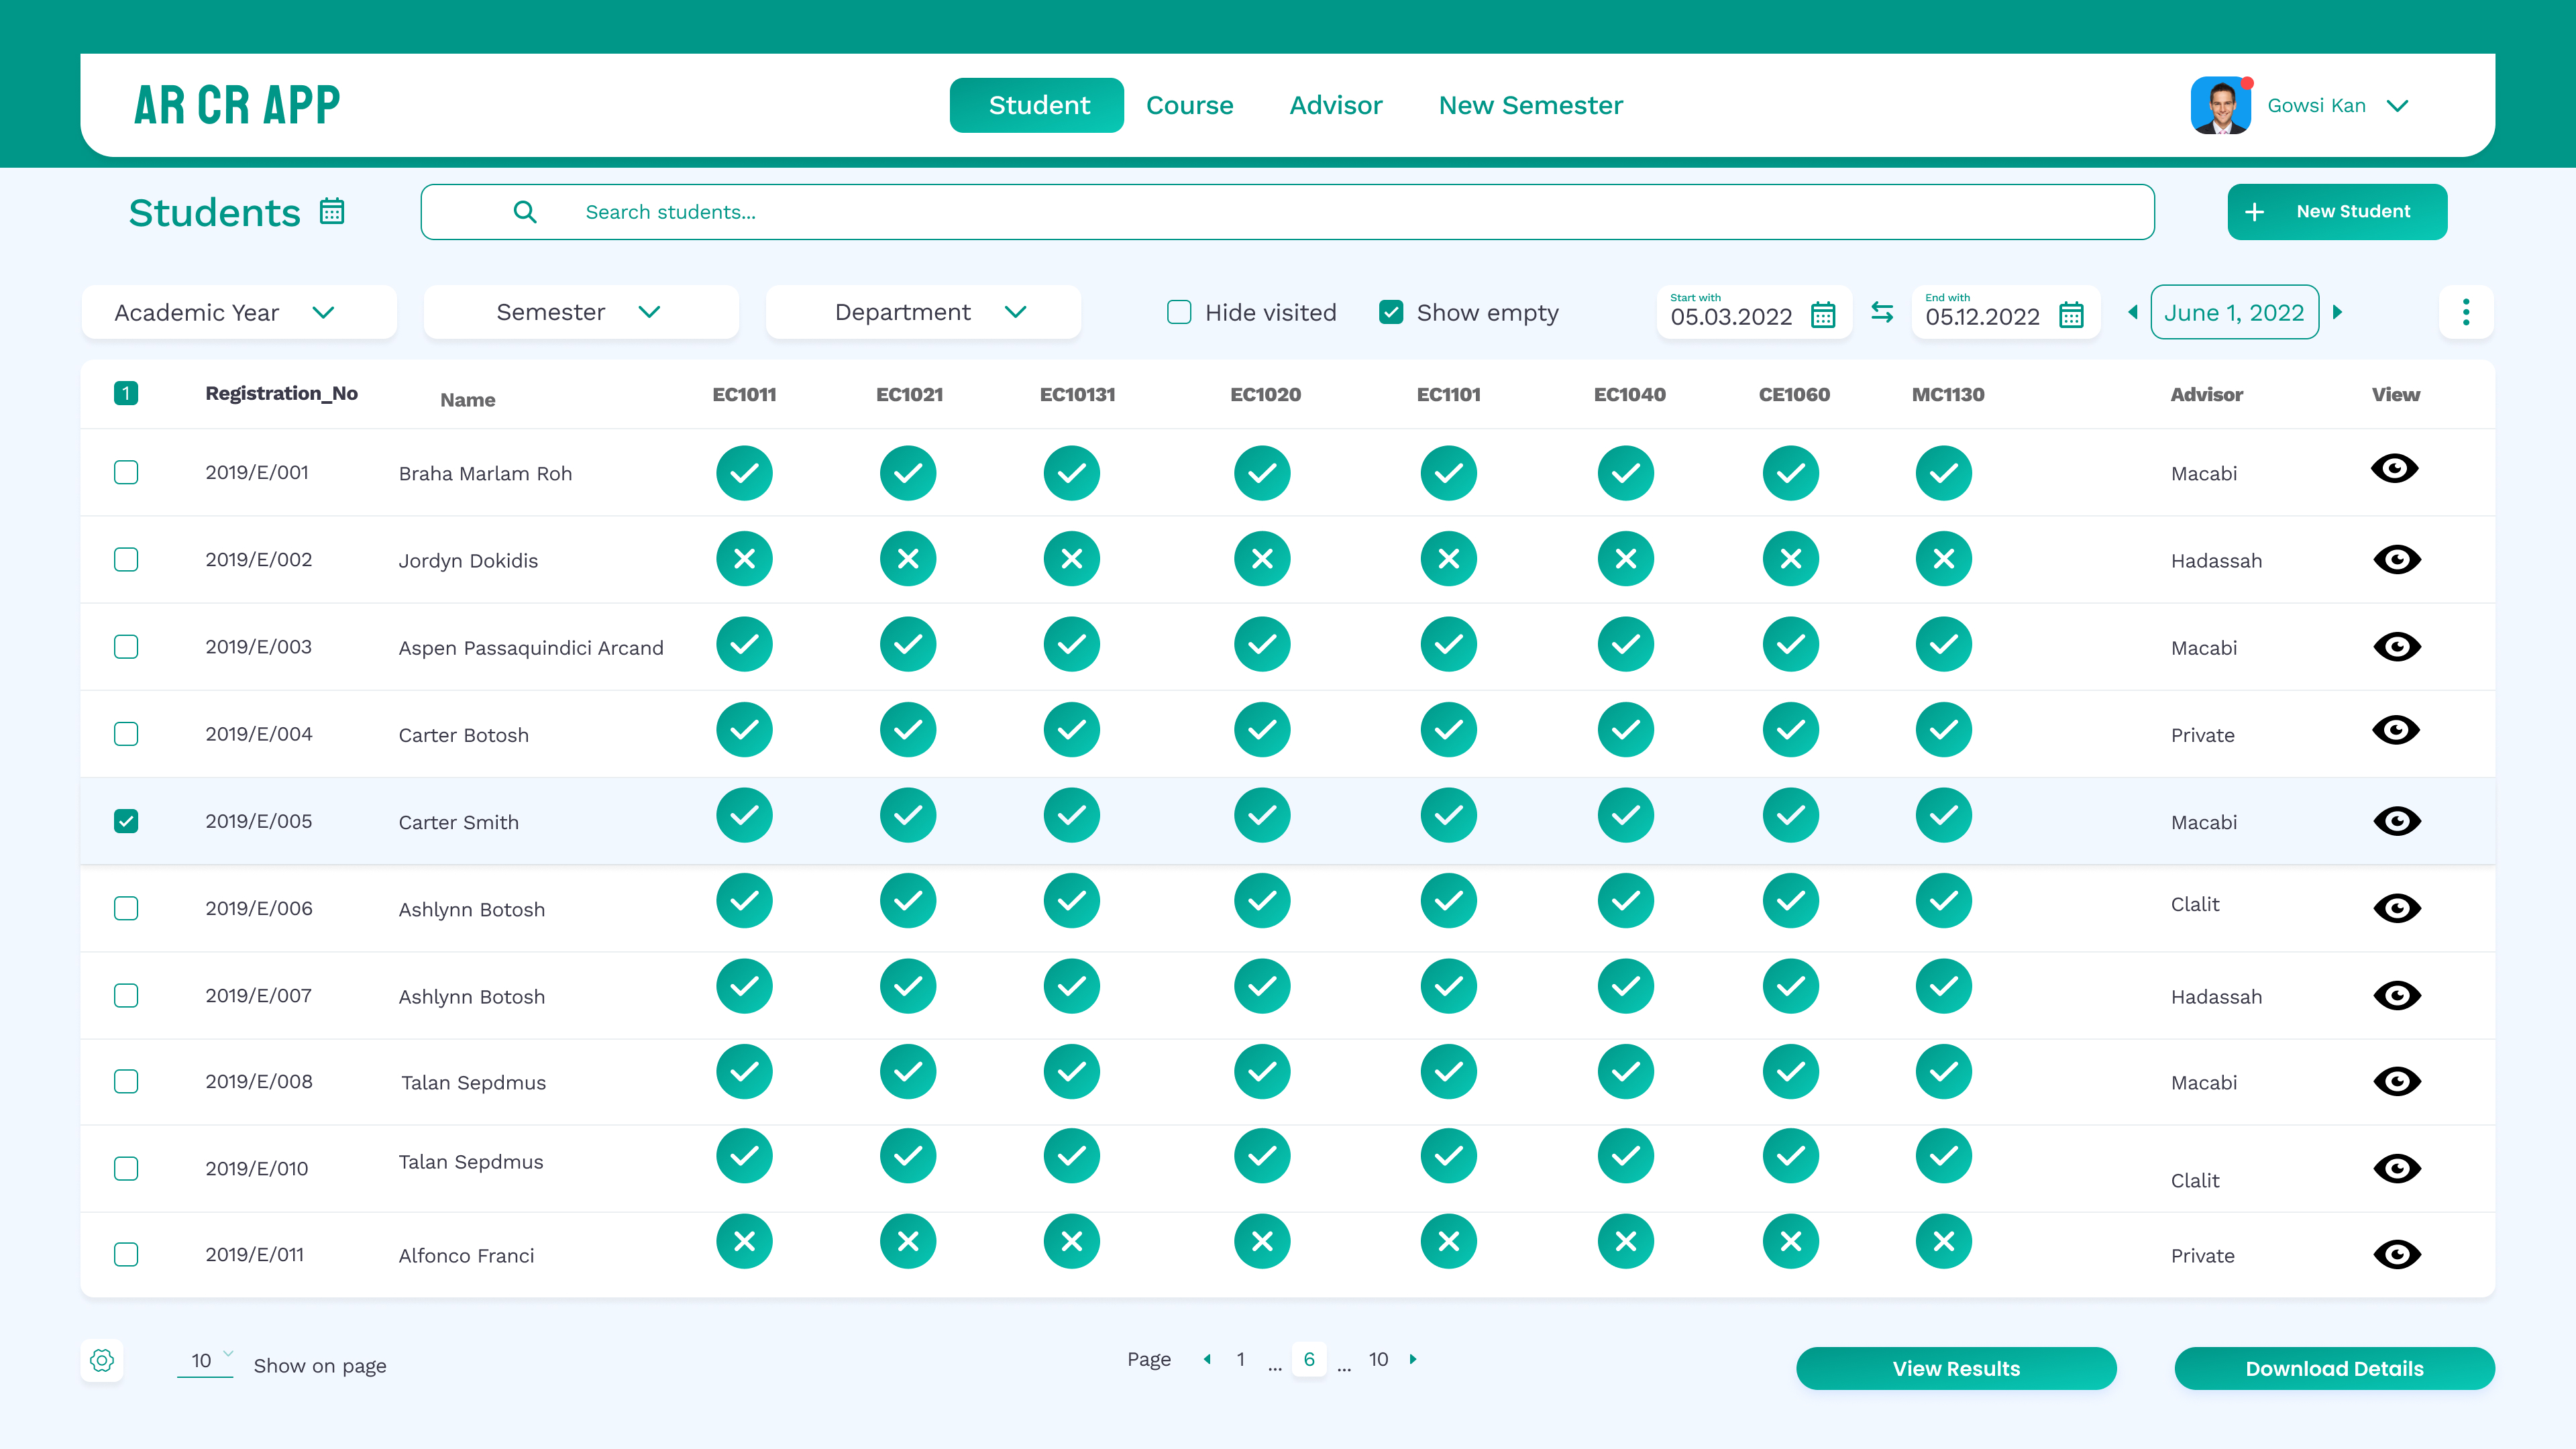 AR CR APP
Student Course Advisor New Semester
Gowsi Kan
Students
Search students...
New Student
Academic Year
Semester
Department
Hide visited
Show empty
Start with
05.03.2022
End with
05.12.2022
June 1, 2022
1 Registration_No Name EC1011 EC1021 EC10131 EC1020 EC1101 EC1040 CE1060 MC1130 Advisor View
2019/E/001 Braha Marlam Roh Macabi
2019/E/002 Jordyn Dokidis Hadassah
2019/E/003 Aspen Passaquindici Arcand Macabi
2019/E/004 Carter Botosh Private
2019/E/005 Carter Smith Macabi
2019/E/006 Ashlynn Botosh Clalit
2019/E/007 Ashlynn Botosh Hadassah
2019/E/008 Talan Sepdmus Macabi
2019/E/010 Talan Sepdmus Clalit
2019/E/011 Alfonco Franci Private
10 Show on page
Page 1 ... 6 ... 10
View Results
Download Details